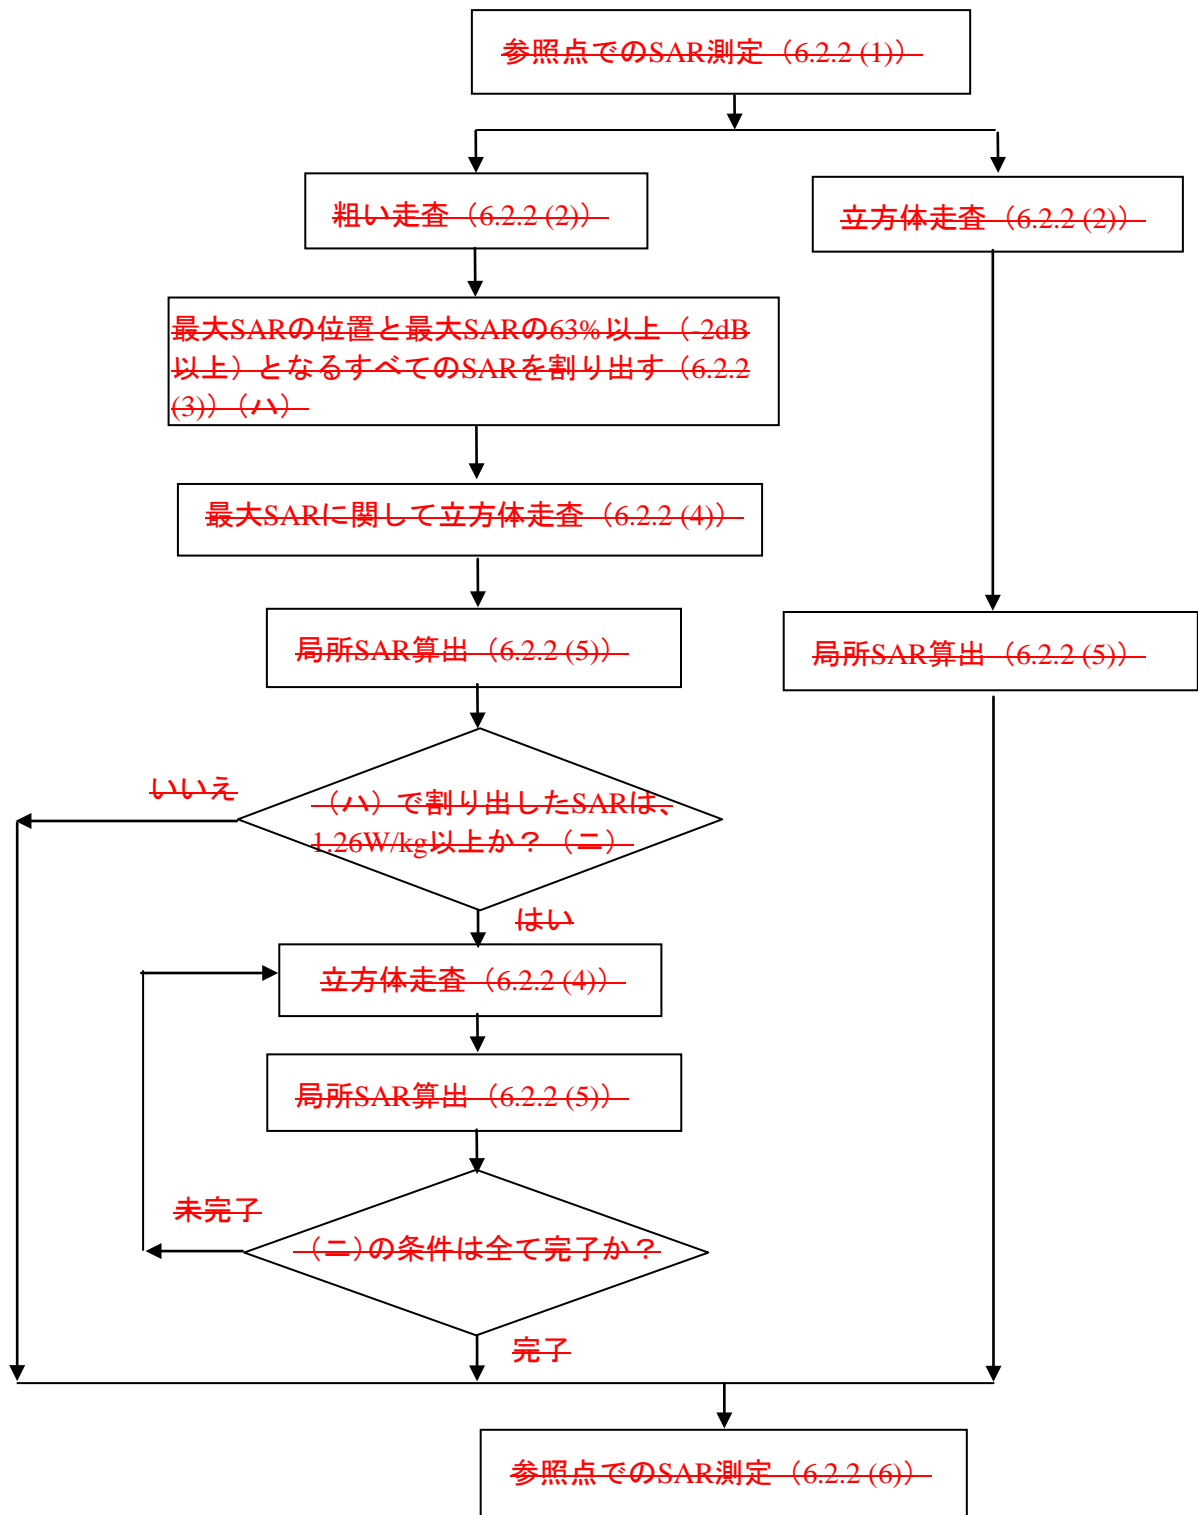 参照点でのSAR測定（6.2.2 (1)）
粗い走査（6.2.2 (2)）
立方体走査（6.2.2 (2)）
最大SARの位置と最大SARの63%以上（-2dB
以上）となるすべてのSARを割り出す（6.2.2
(3)）（ハ）
最大SARに関して立方体走査（6.2.2 (4)）
局所SAR算出（6.2.2 (5)）
局所SAR算出（6.2.2 (5)）
いいえ
（ハ）で割り出したSARは、
1.26W/kg以上か？（ニ）
はい
立方体走査（6.2.2 (4)）
局所SAR算出（6.2.2 (5)）
未完了
（ニ)の条件は全て完了か？
完了
参照点でのSAR測定（6.2.2 (6)）